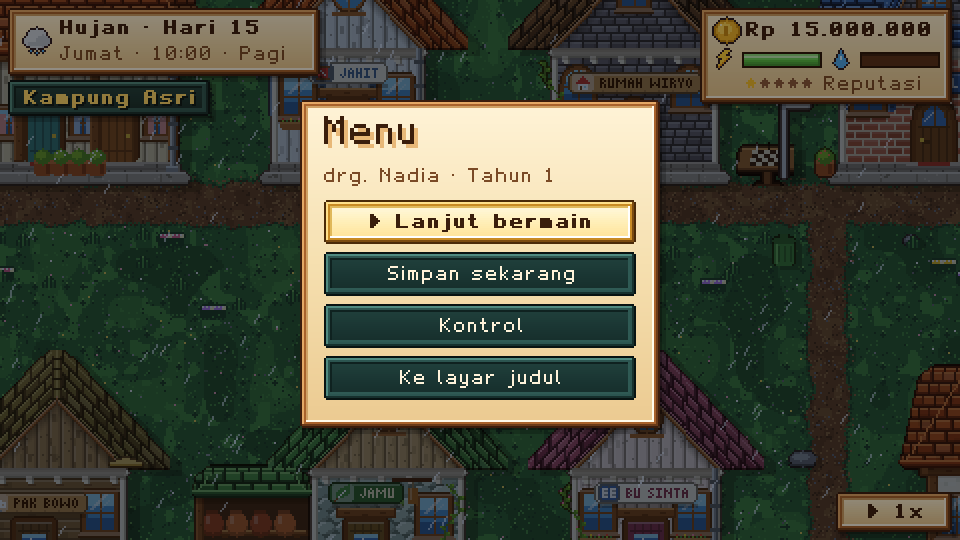 Hujan · Hari 15
Jumat · 10:00 · Pagi
Kampung Asri
Rp 15.000.000
Reputasi
JAHIT
RUMAH WIRYO
Menu
drg. Nadia · Tahun 1
Lanjut bermain
Simpan sekarang
Kontrol
Ke layar judul
PAK BOWO
JAMU
BU SINTA
1x